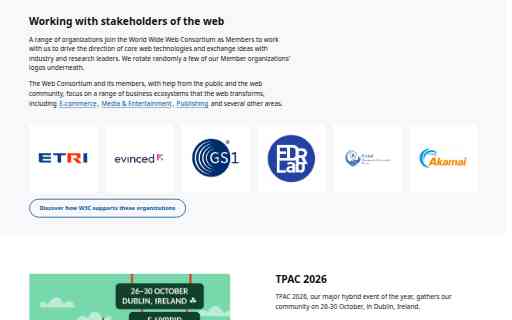 Working with stakeholders of the web
A range of organizations join the World Wide Web Consortium as Members to work
with us to drive the direction of core web technologies and exchange ideas with
industry and research leaders. We rotate randomly a few of our Member organizations'
logos underneath.
The Web Consortium and its members, with help from the public and the web
community, focus on a range of business ecosystems that the web transforms,
including E-commerce, Media & Entertainment, Publishing and several other areas.
ETRI
evinced
GS1
EDR Lab
Akamai
Discover how W3C supports these organizations
26–30 OCTOBER
DUBLIN, IRELAND
TPAC 2026
TPAC 2026, our major hybrid event of the year, gathers our
community on 26-30 October, in Dublin, Ireland.